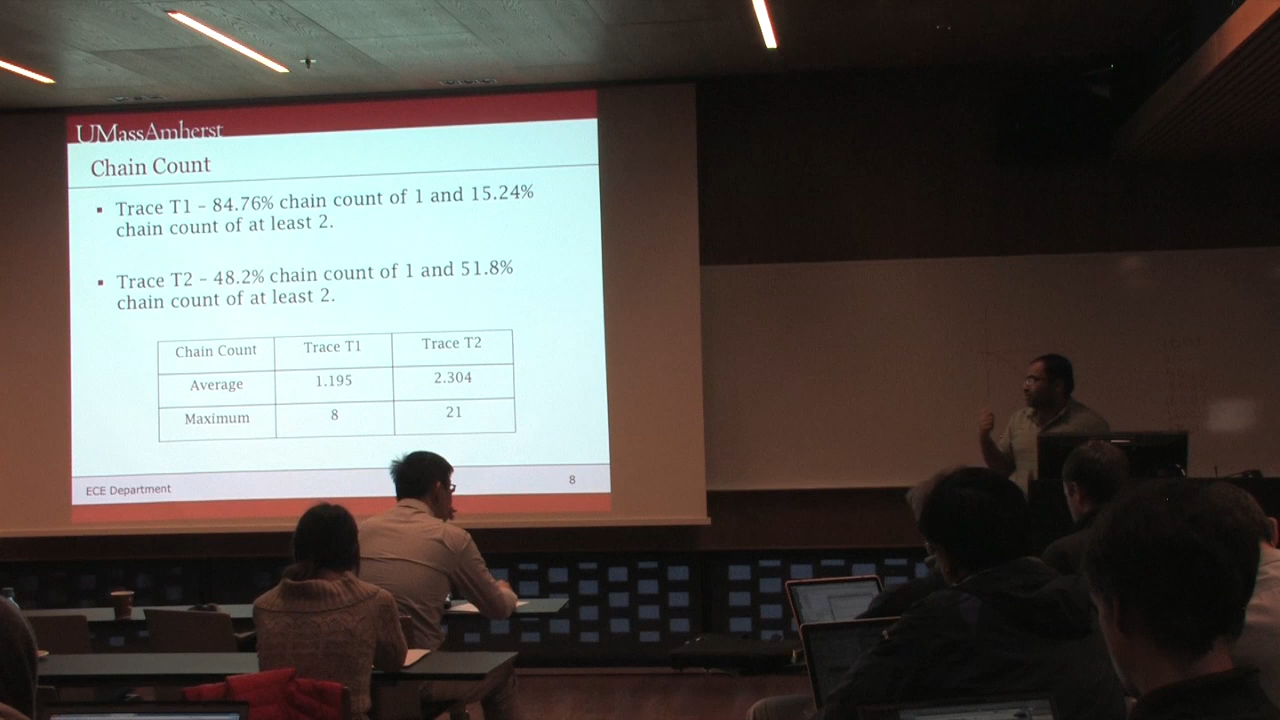 UMassAmherst
Chain Count
▪ Trace T1 – 84.76% chain count of 1 and 15.24%
chain count of at least 2.
▪ Trace T2 – 48.2% chain count of 1 and 51.8%
chain count of at least 2.
Chain Count Trace T1 Trace T2
Average 1.195 2.304
Maximum 8 21
ECE Department 8